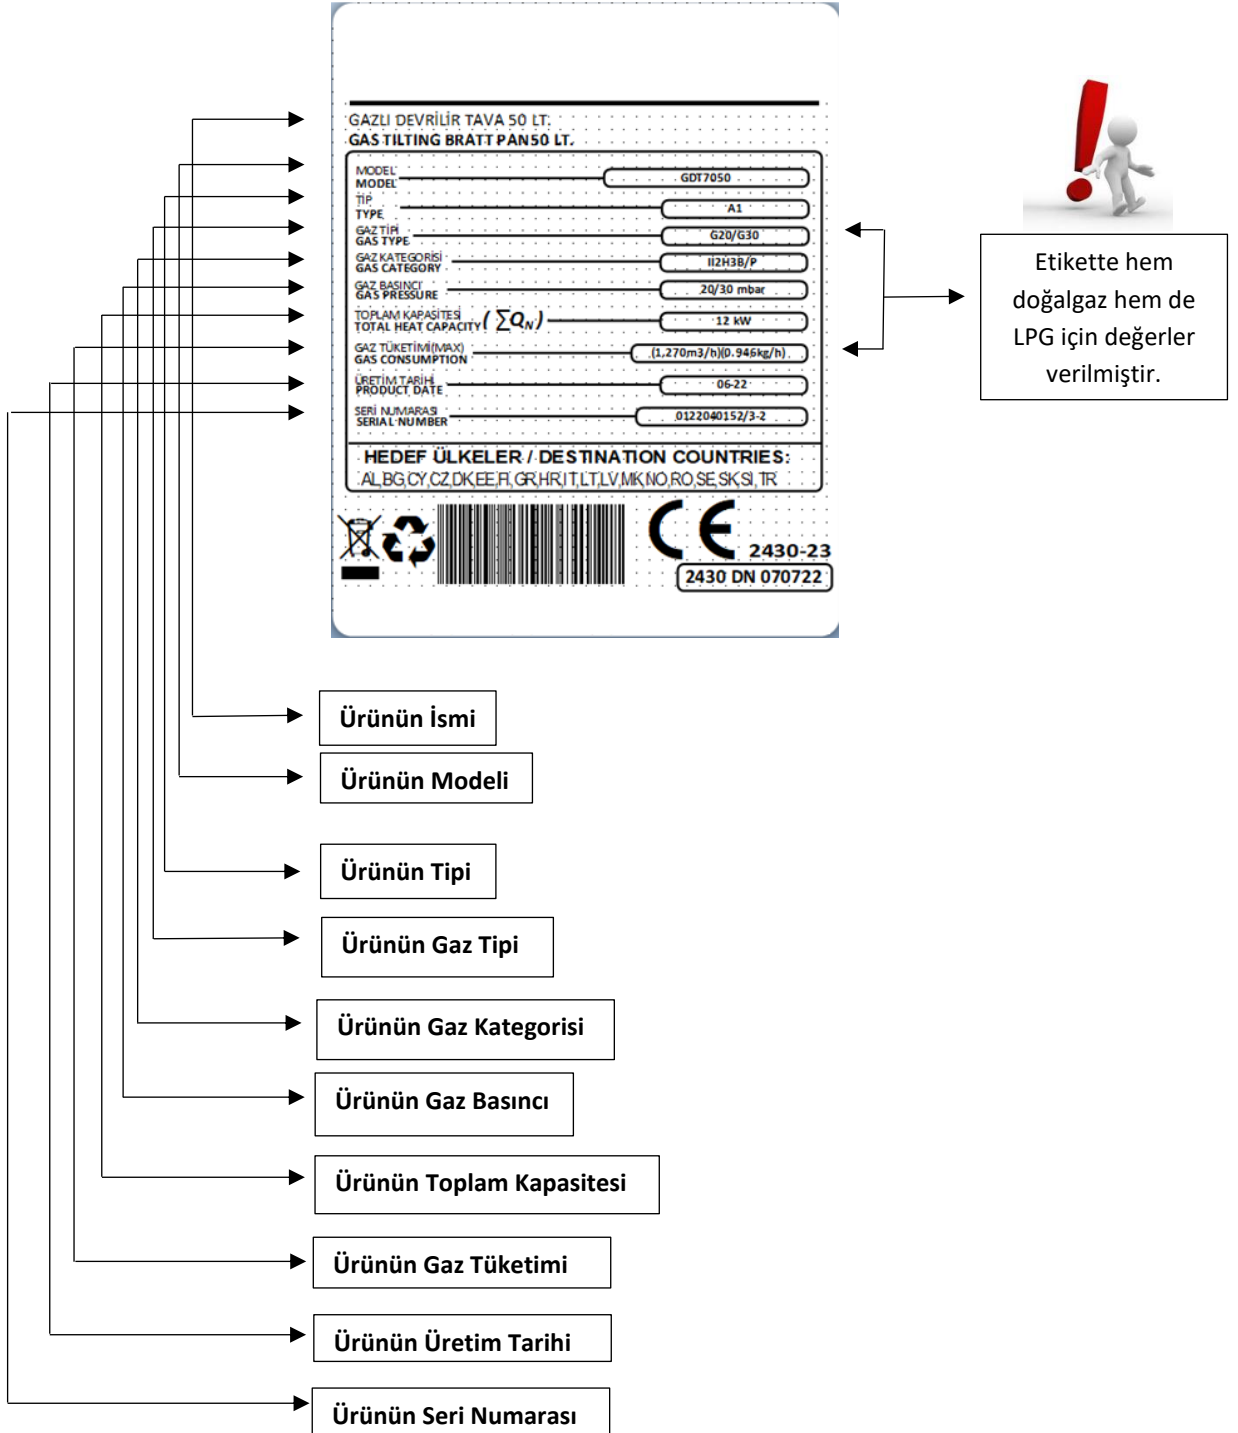 GAZLI DEVRİLİR TAVA 50 LT.
GAS TILTING BRATT PAN50 LT.
MODEL
MODEL
GDT7050
TİP
TYPE
A1
GAZ TİPİ
GAS TYPE
G20/G30
GAZ KATEGORİSİ
GAS CATEGORY
II2H3B/P
GAZ BASINCI
GAS PRESSURE
20/30 mbar
TOPLAM KAPASİTESİ
TOTAL HEAT CAPACITY ( ∑QN )
12 kW
GAZ TÜKETİMİ(MAX)
GAS CONSUMPTION
(1,270m3/h)(0.946kg/h)
ÜRETİM TARİHİ
PRODUCT DATE
06-22
SERİ NUMARASI
SERIAL NUMBER
0122040152/3-2
HEDEF ÜLKELER / DESTINATION COUNTRIES:
AL,BG,CY,CZ,DK,EE,FI,GR,HR,IT,LT,LV,MK,NO,RO,SE,SK,SI,TR
CE 2430-23
2430 DN 070722
Etikette hem
doğalgaz hem de
LPG için değerler
verilmiştir.
Ürünün İsmi
Ürünün Modeli
Ürünün Tipi
Ürünün Gaz Tipi
Ürünün Gaz Kategorisi
Ürünün Gaz Basıncı
Ürünün Toplam Kapasitesi
Ürünün Gaz Tüketimi
Ürünün Üretim Tarihi
Ürünün Seri Numarası